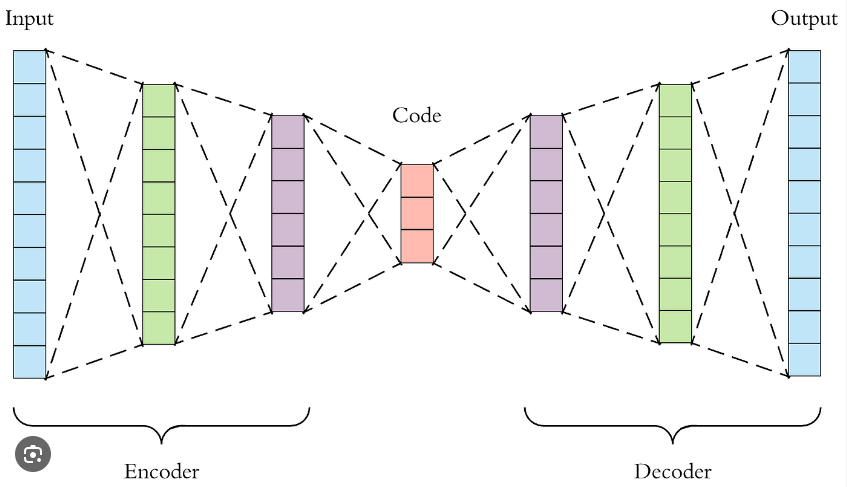 Input
Output
Code
Encoder
Decoder